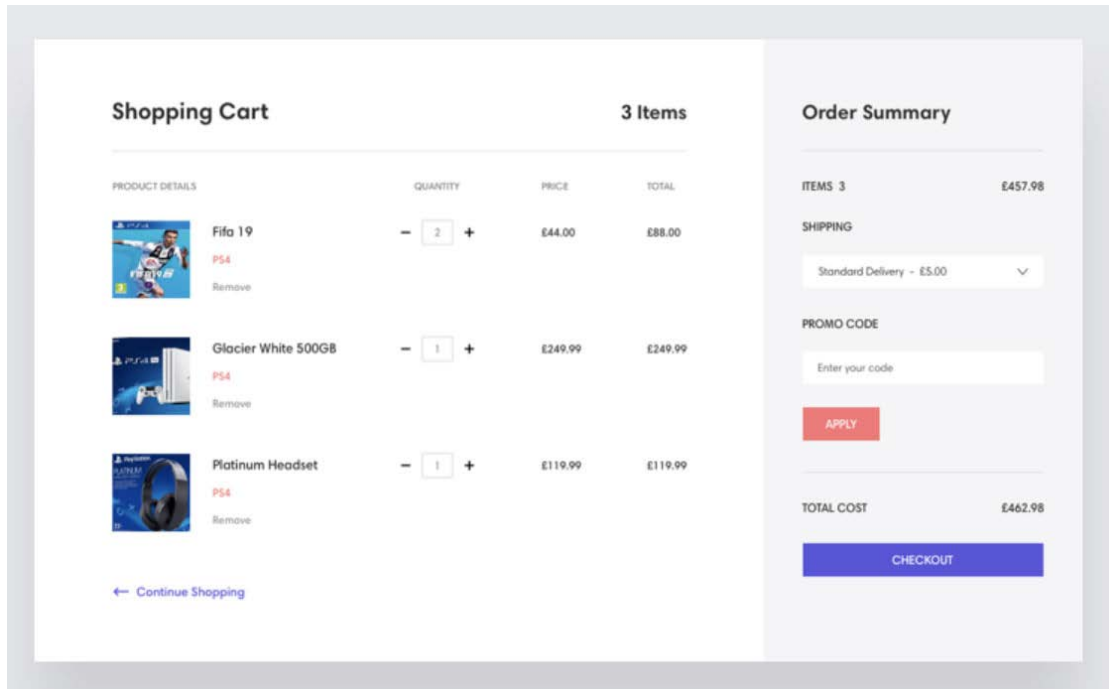 Shopping Cart
3 Items
PRODUCT DETAILS
QUANTITY
PRICE
TOTAL
Fifa 19
PS4
Remove
− 2 +
£44.00
£88.00
Glacier White 500GB
PS4
Remove
− 1 +
£249.99
£249.99
Platinum Headset
PS4
Remove
− 1 +
£119.99
£119.99
← Continue Shopping
Order Summary
ITEMS 3
£457.98
SHIPPING
Standard Delivery - £5.00
PROMO CODE
Enter your code
APPLY
TOTAL COST
£462.98
CHECKOUT